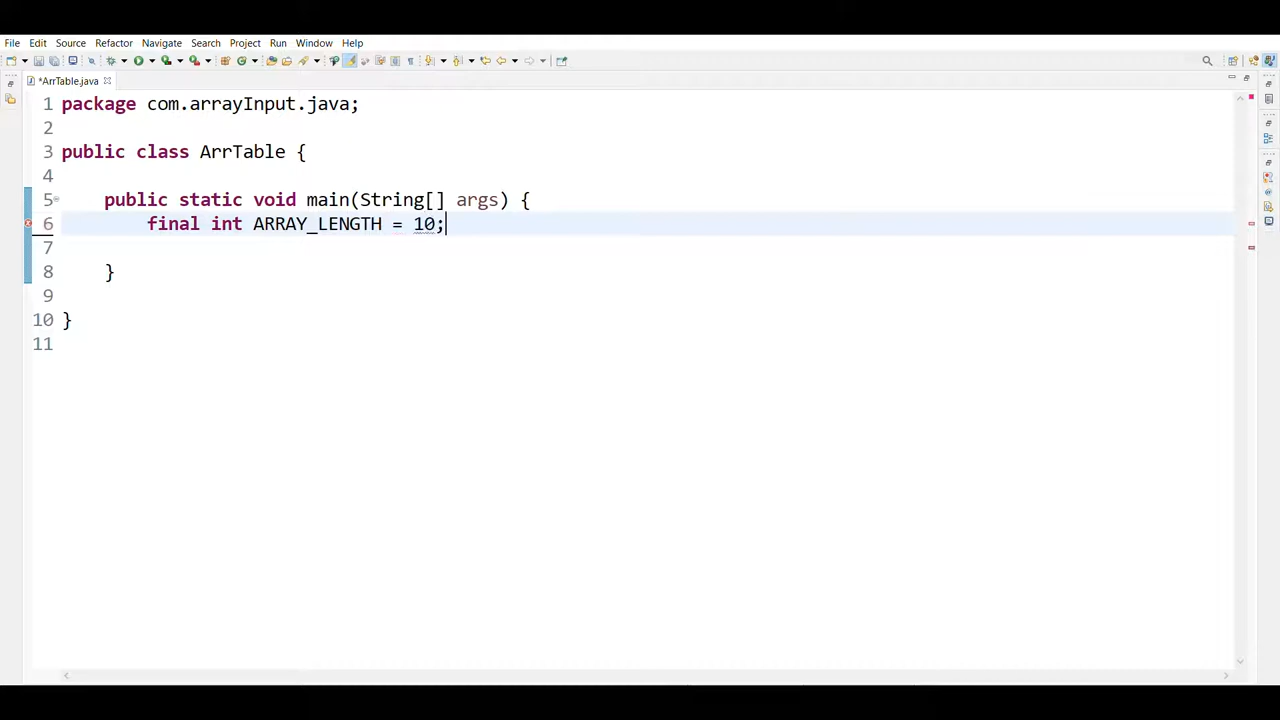 File Edit Source Refactor Navigate Search Project Run Window Help
*ArrTable.java
1 package com.arrayInput.java;
2
3 public class ArrTable {
4
5 public static void main(String[] args) {
6 final int ARRAY_LENGTH = 10;
7
8 }
9
10 }
11